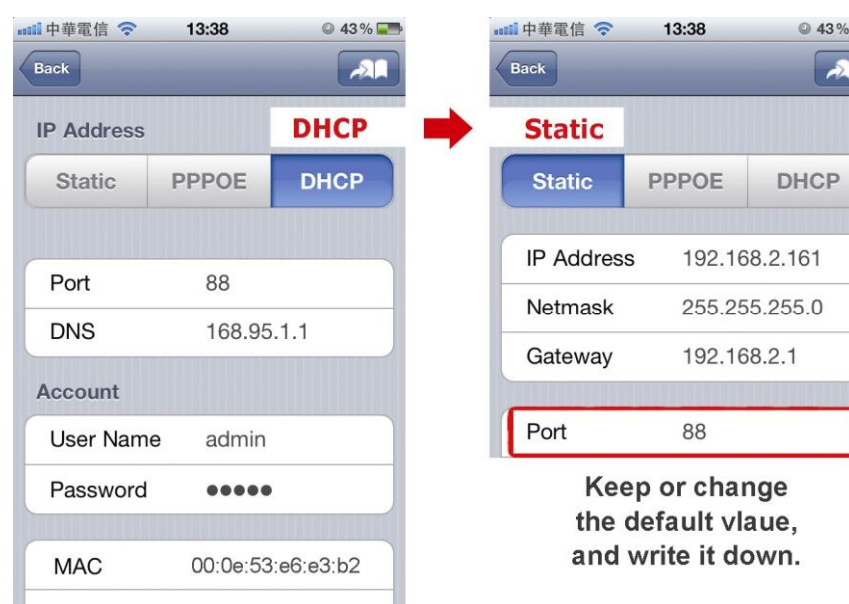 中華電信 13:38 43%
Back
IP Address
DHCP
Static PPPOE DHCP
Port 88
DNS 168.95.1.1
Account
User Name admin
Password ●●●●●
MAC 00:0e:53:e6:e3:b2
中華電信 13:38 43%
Back
Static
Static PPPOE DHCP
IP Address 192.168.2.161
Netmask 255.255.255.0
Gateway 192.168.2.1
Port 88
Keep or change
the default vlaue,
and write it down.